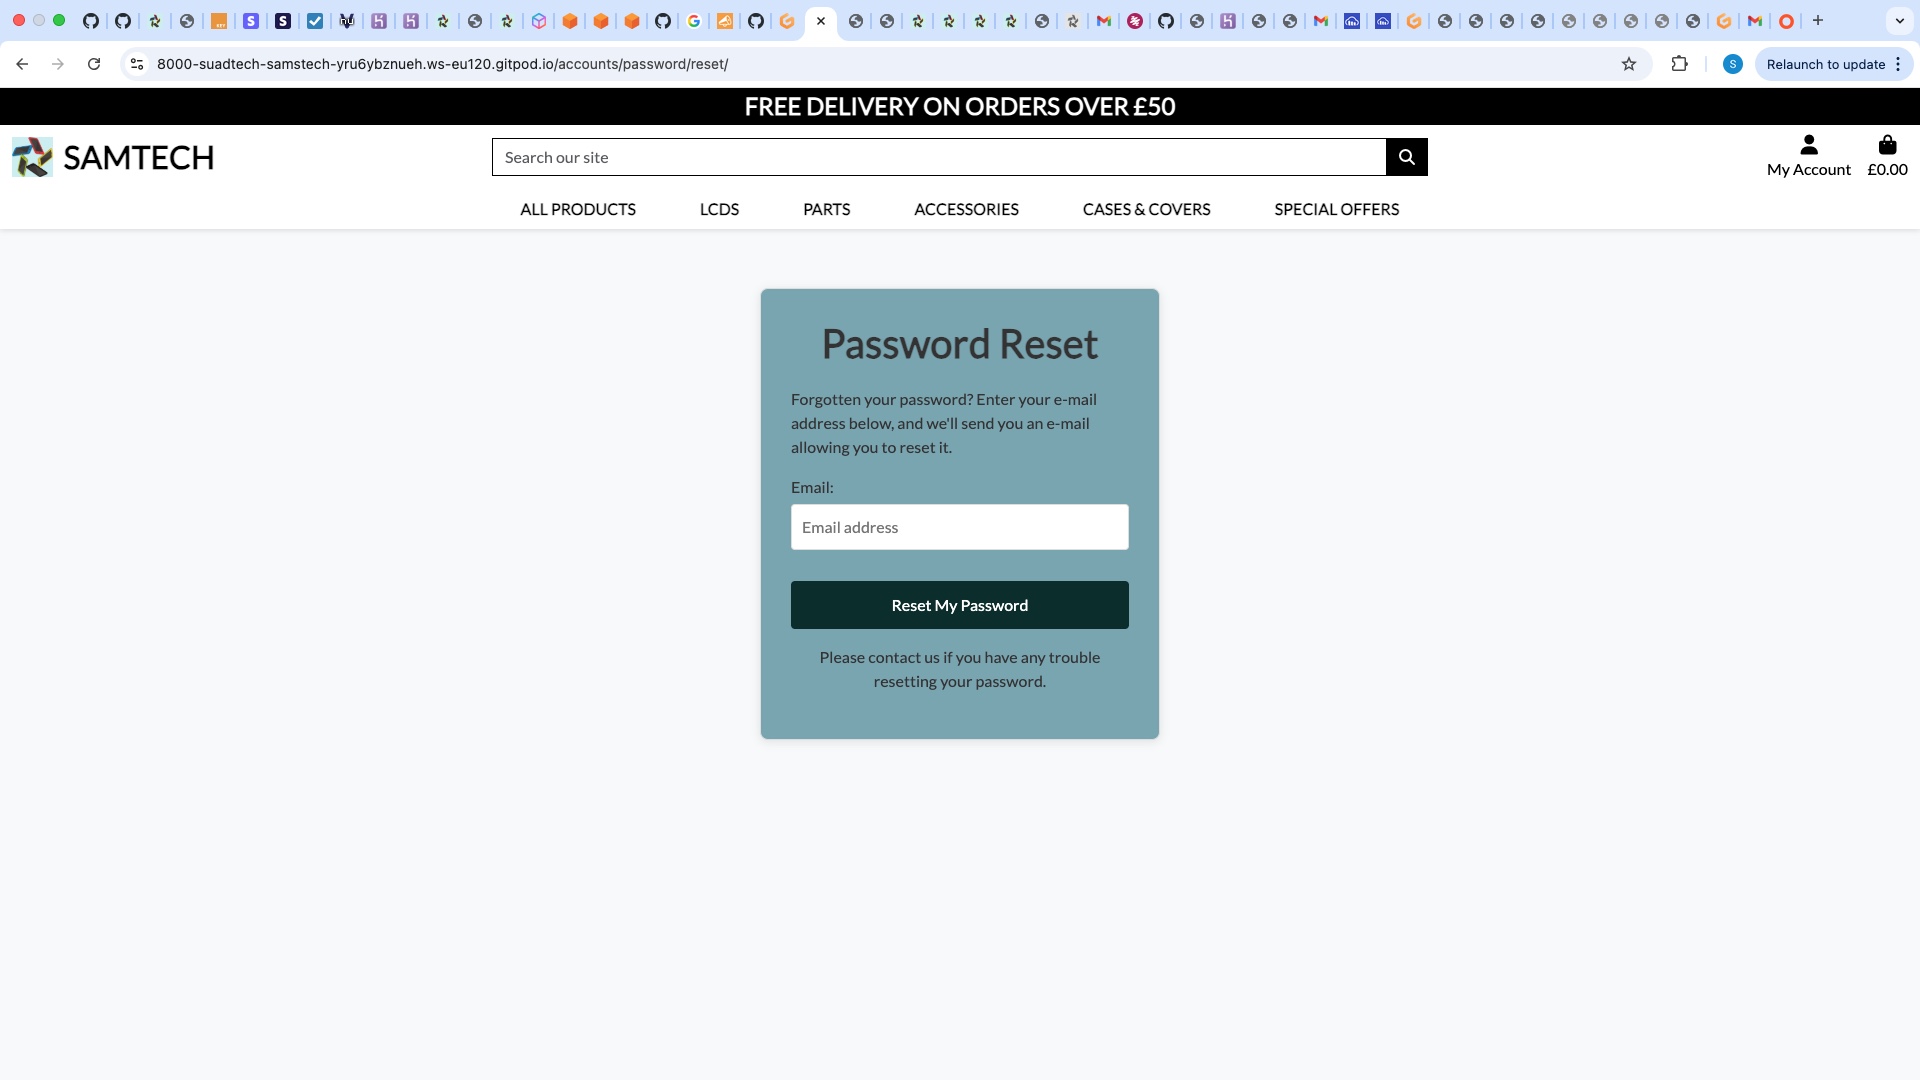 8000-suadtech-samstech-yru6ybznueh.ws-eu120.gitpod.io/accounts/password/reset/
S
Relaunch to update
FREE DELIVERY ON ORDERS OVER £50
SAMTECH
Search our site
My Account
£0.00
ALL PRODUCTS
LCDS
PARTS
ACCESSORIES
CASES & COVERS
SPECIAL OFFERS
Password Reset
Forgotten your password? Enter your e-mail
address below, and we'll send you an e-mail
allowing you to reset it.
Email:
Email address
Reset My Password
Please contact us if you have any trouble
resetting your password.